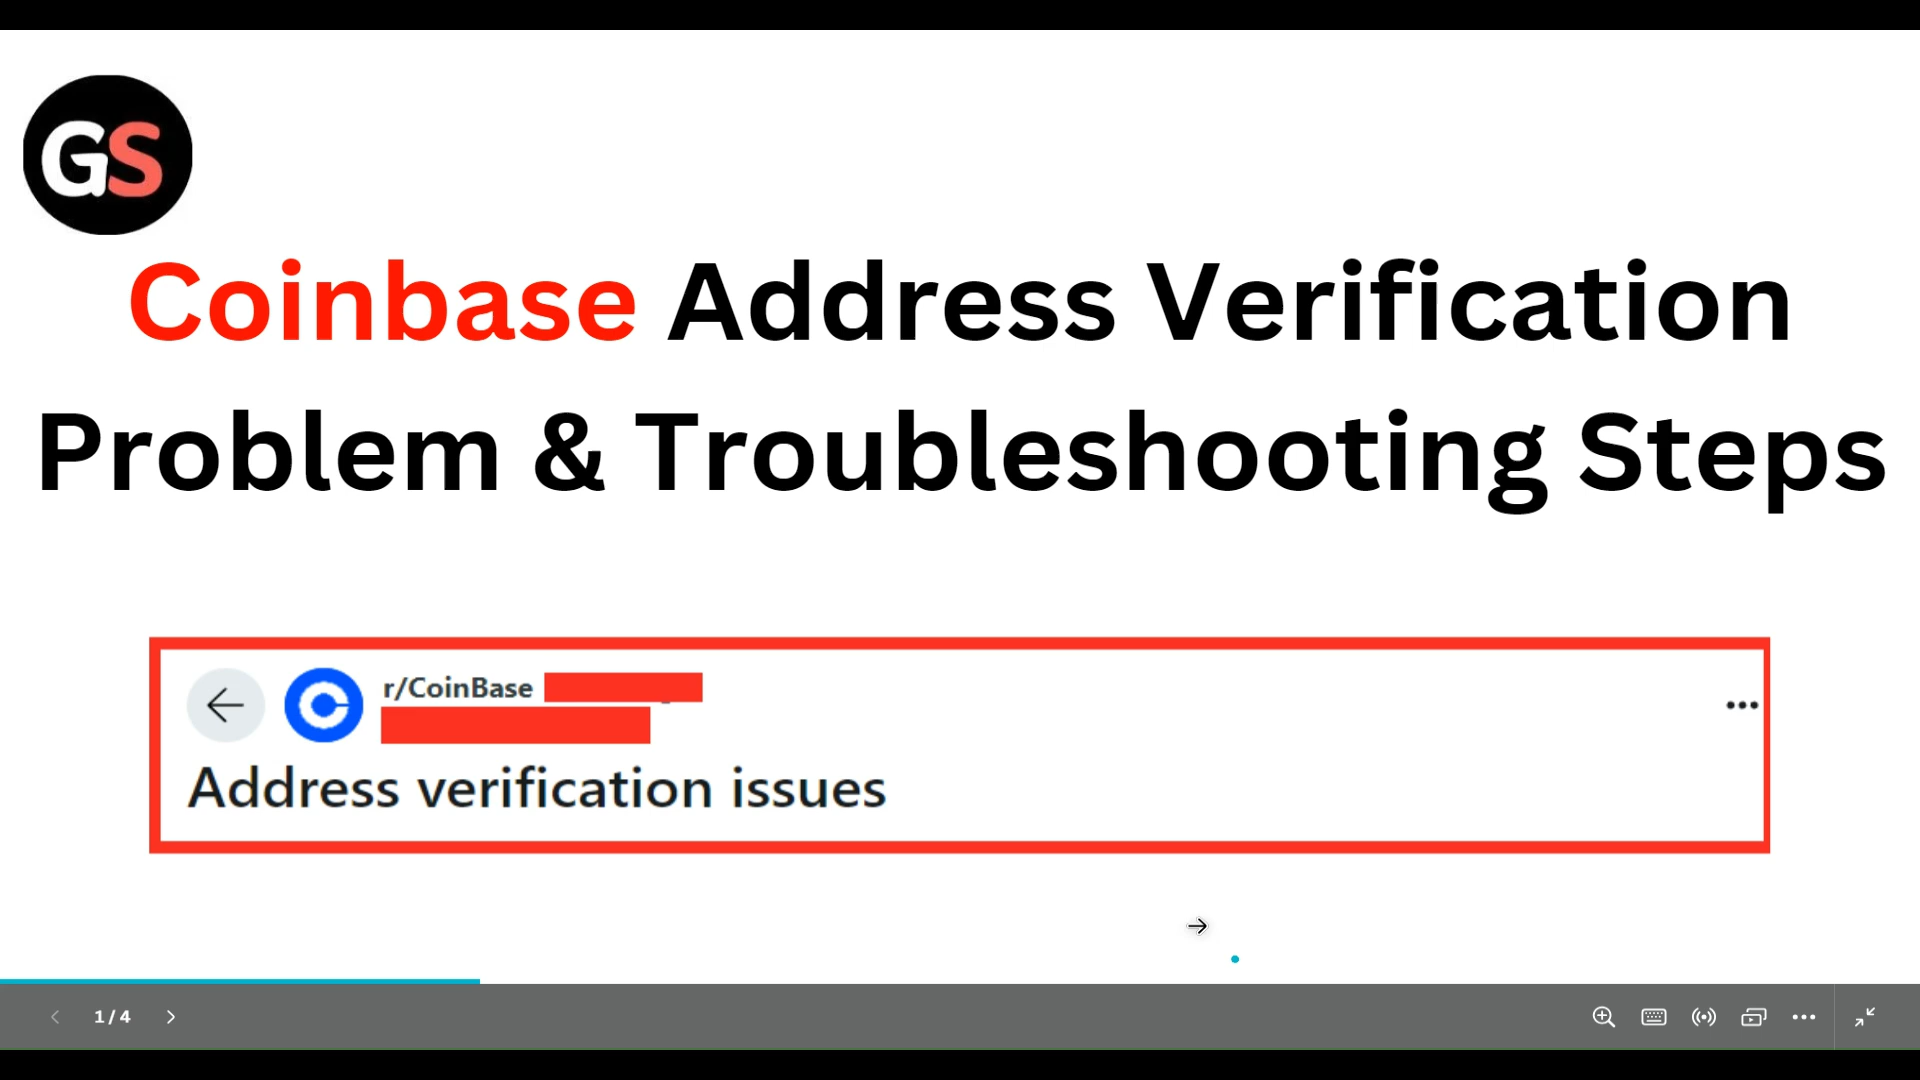 GS
Coinbase Address Verification
Problem & Troubleshooting Steps
r/CoinBase
Address verification issues
1/4